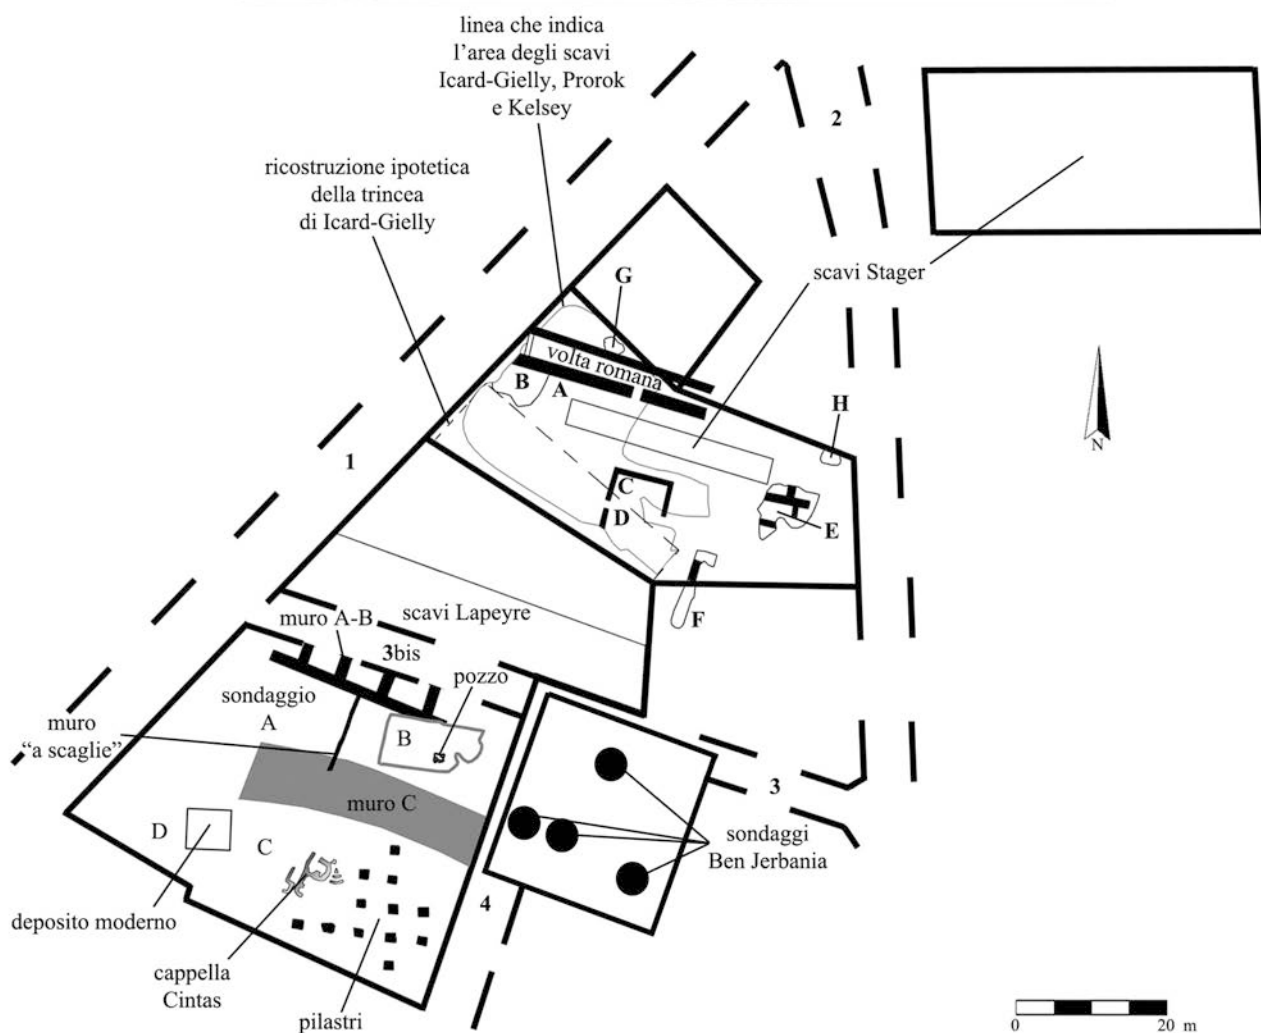 linea che indica
l'area degli scavi
Icard-Gielly, Prorok
e Kelsey
2
ricostruzione ipotetica
della trincea
di Icard-Gielly
scavi Stager
G
volta romana
B
A
H
1
C
D
E
N
F
scavi Lapeyre
muro A-B
3bis
pozzo
sondaggio
A
B
muro
“a scaglie”
muro C
3
D
C
sondaggi
Ben Jerbania
4
deposito moderno
cappella
Cintas
pilastri
0
20 m